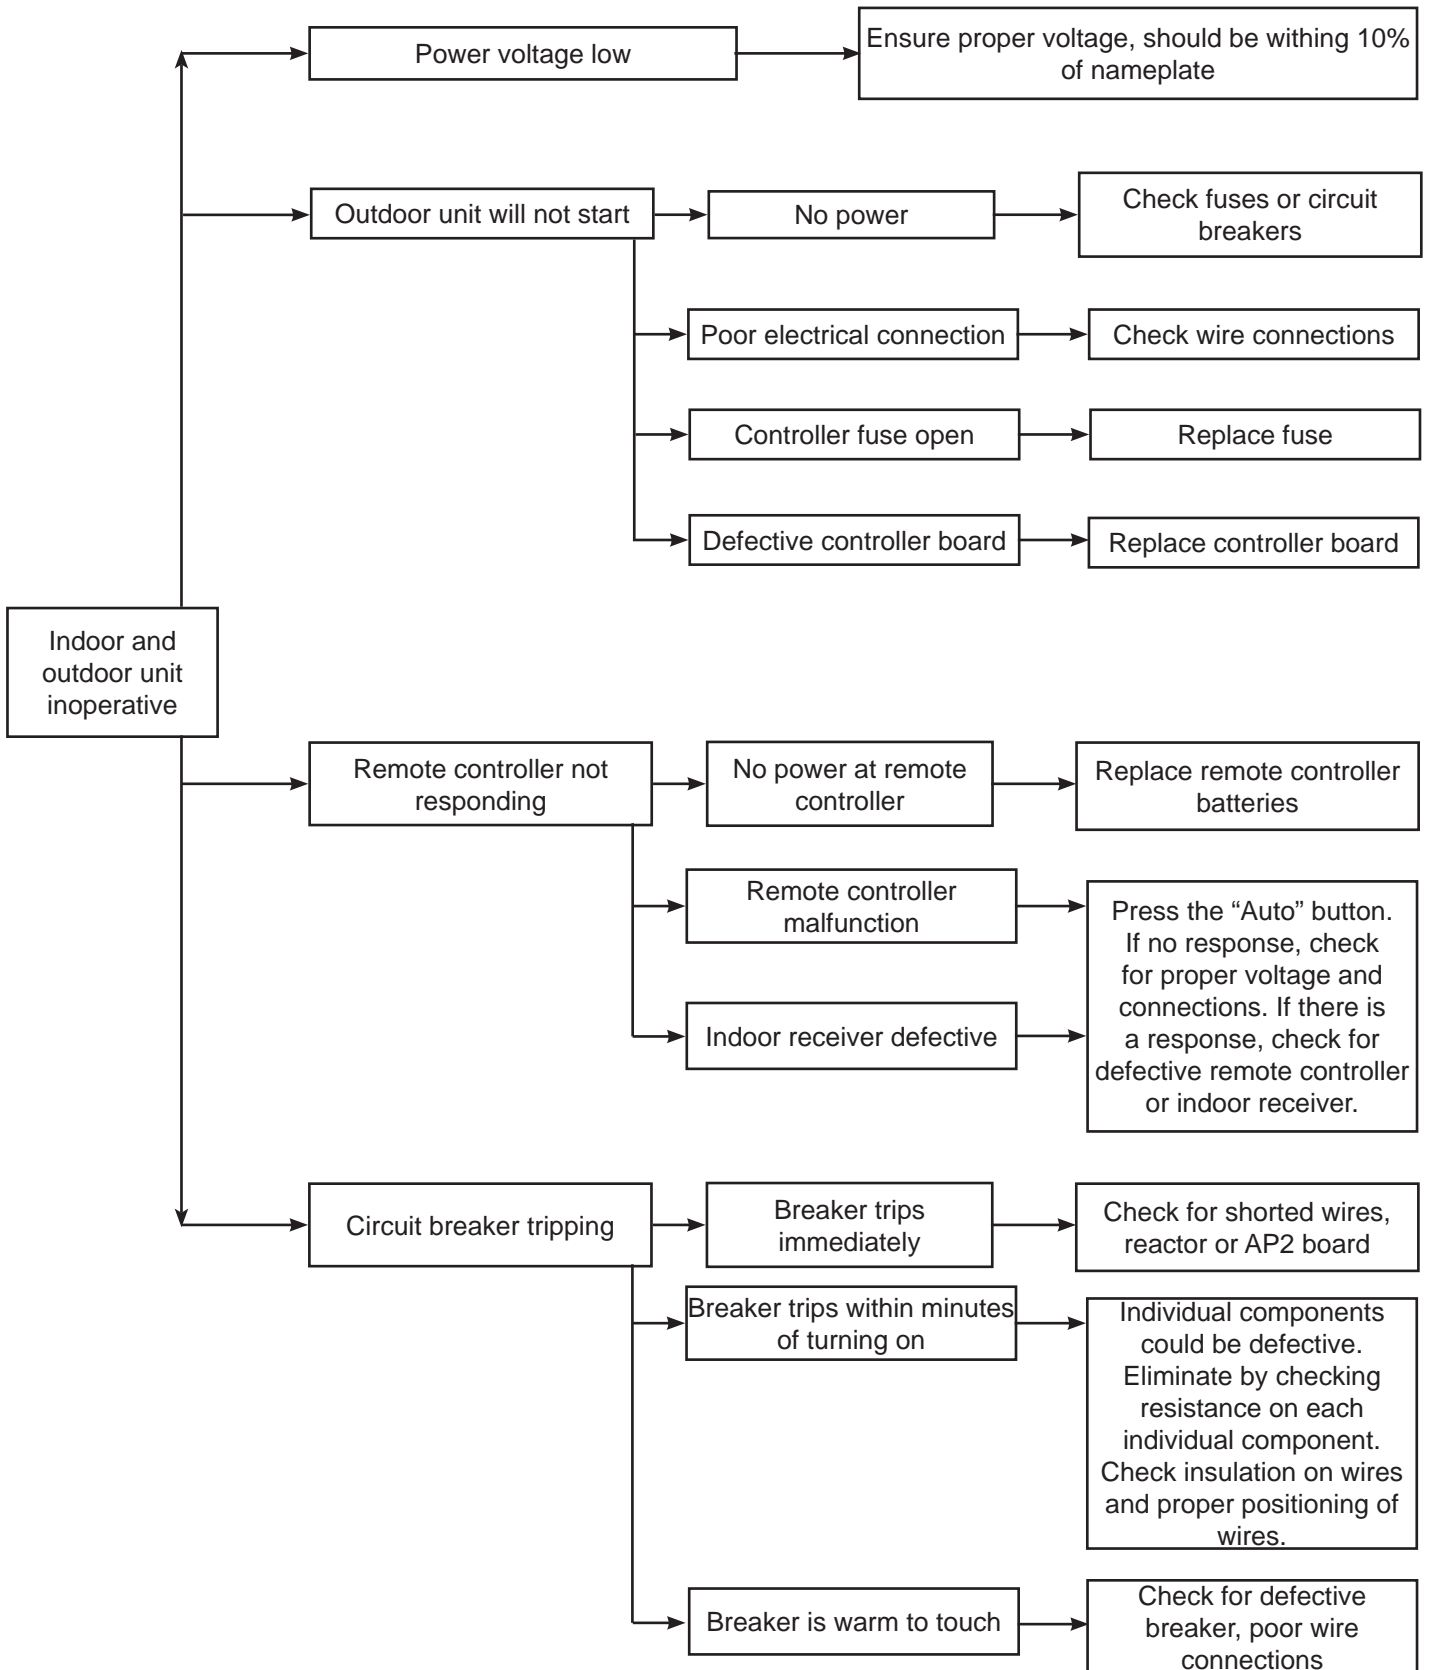 Power voltage low
Ensure proper voltage, should be withing 10%
of nameplate
Outdoor unit will not start
No power
Check fuses or circuit
breakers
Poor electrical connection
Check wire connections
Controller fuse open
Replace fuse
Defective controller board
Replace controller board
Indoor and
outdoor unit
inoperative
Remote controller not
responding
No power at remote
controller
Replace remote controller
batteries
Remote controller
malfunction
Press the “Auto” button.
If no response, check
for proper voltage and
connections. If there is
a response, check for
defective remote controller
or indoor receiver.
Indoor receiver defective
Circuit breaker tripping
Breaker trips
immediately
Check for shorted wires,
reactor or AP2 board
Breaker trips within minutes
of turning on
Individual components
could be defective.
Eliminate by checking
resistance on each
individual component.
Check insulation on wires
and proper positioning of
wires.
Breaker is warm to touch
Check for defective
breaker, poor wire
connections